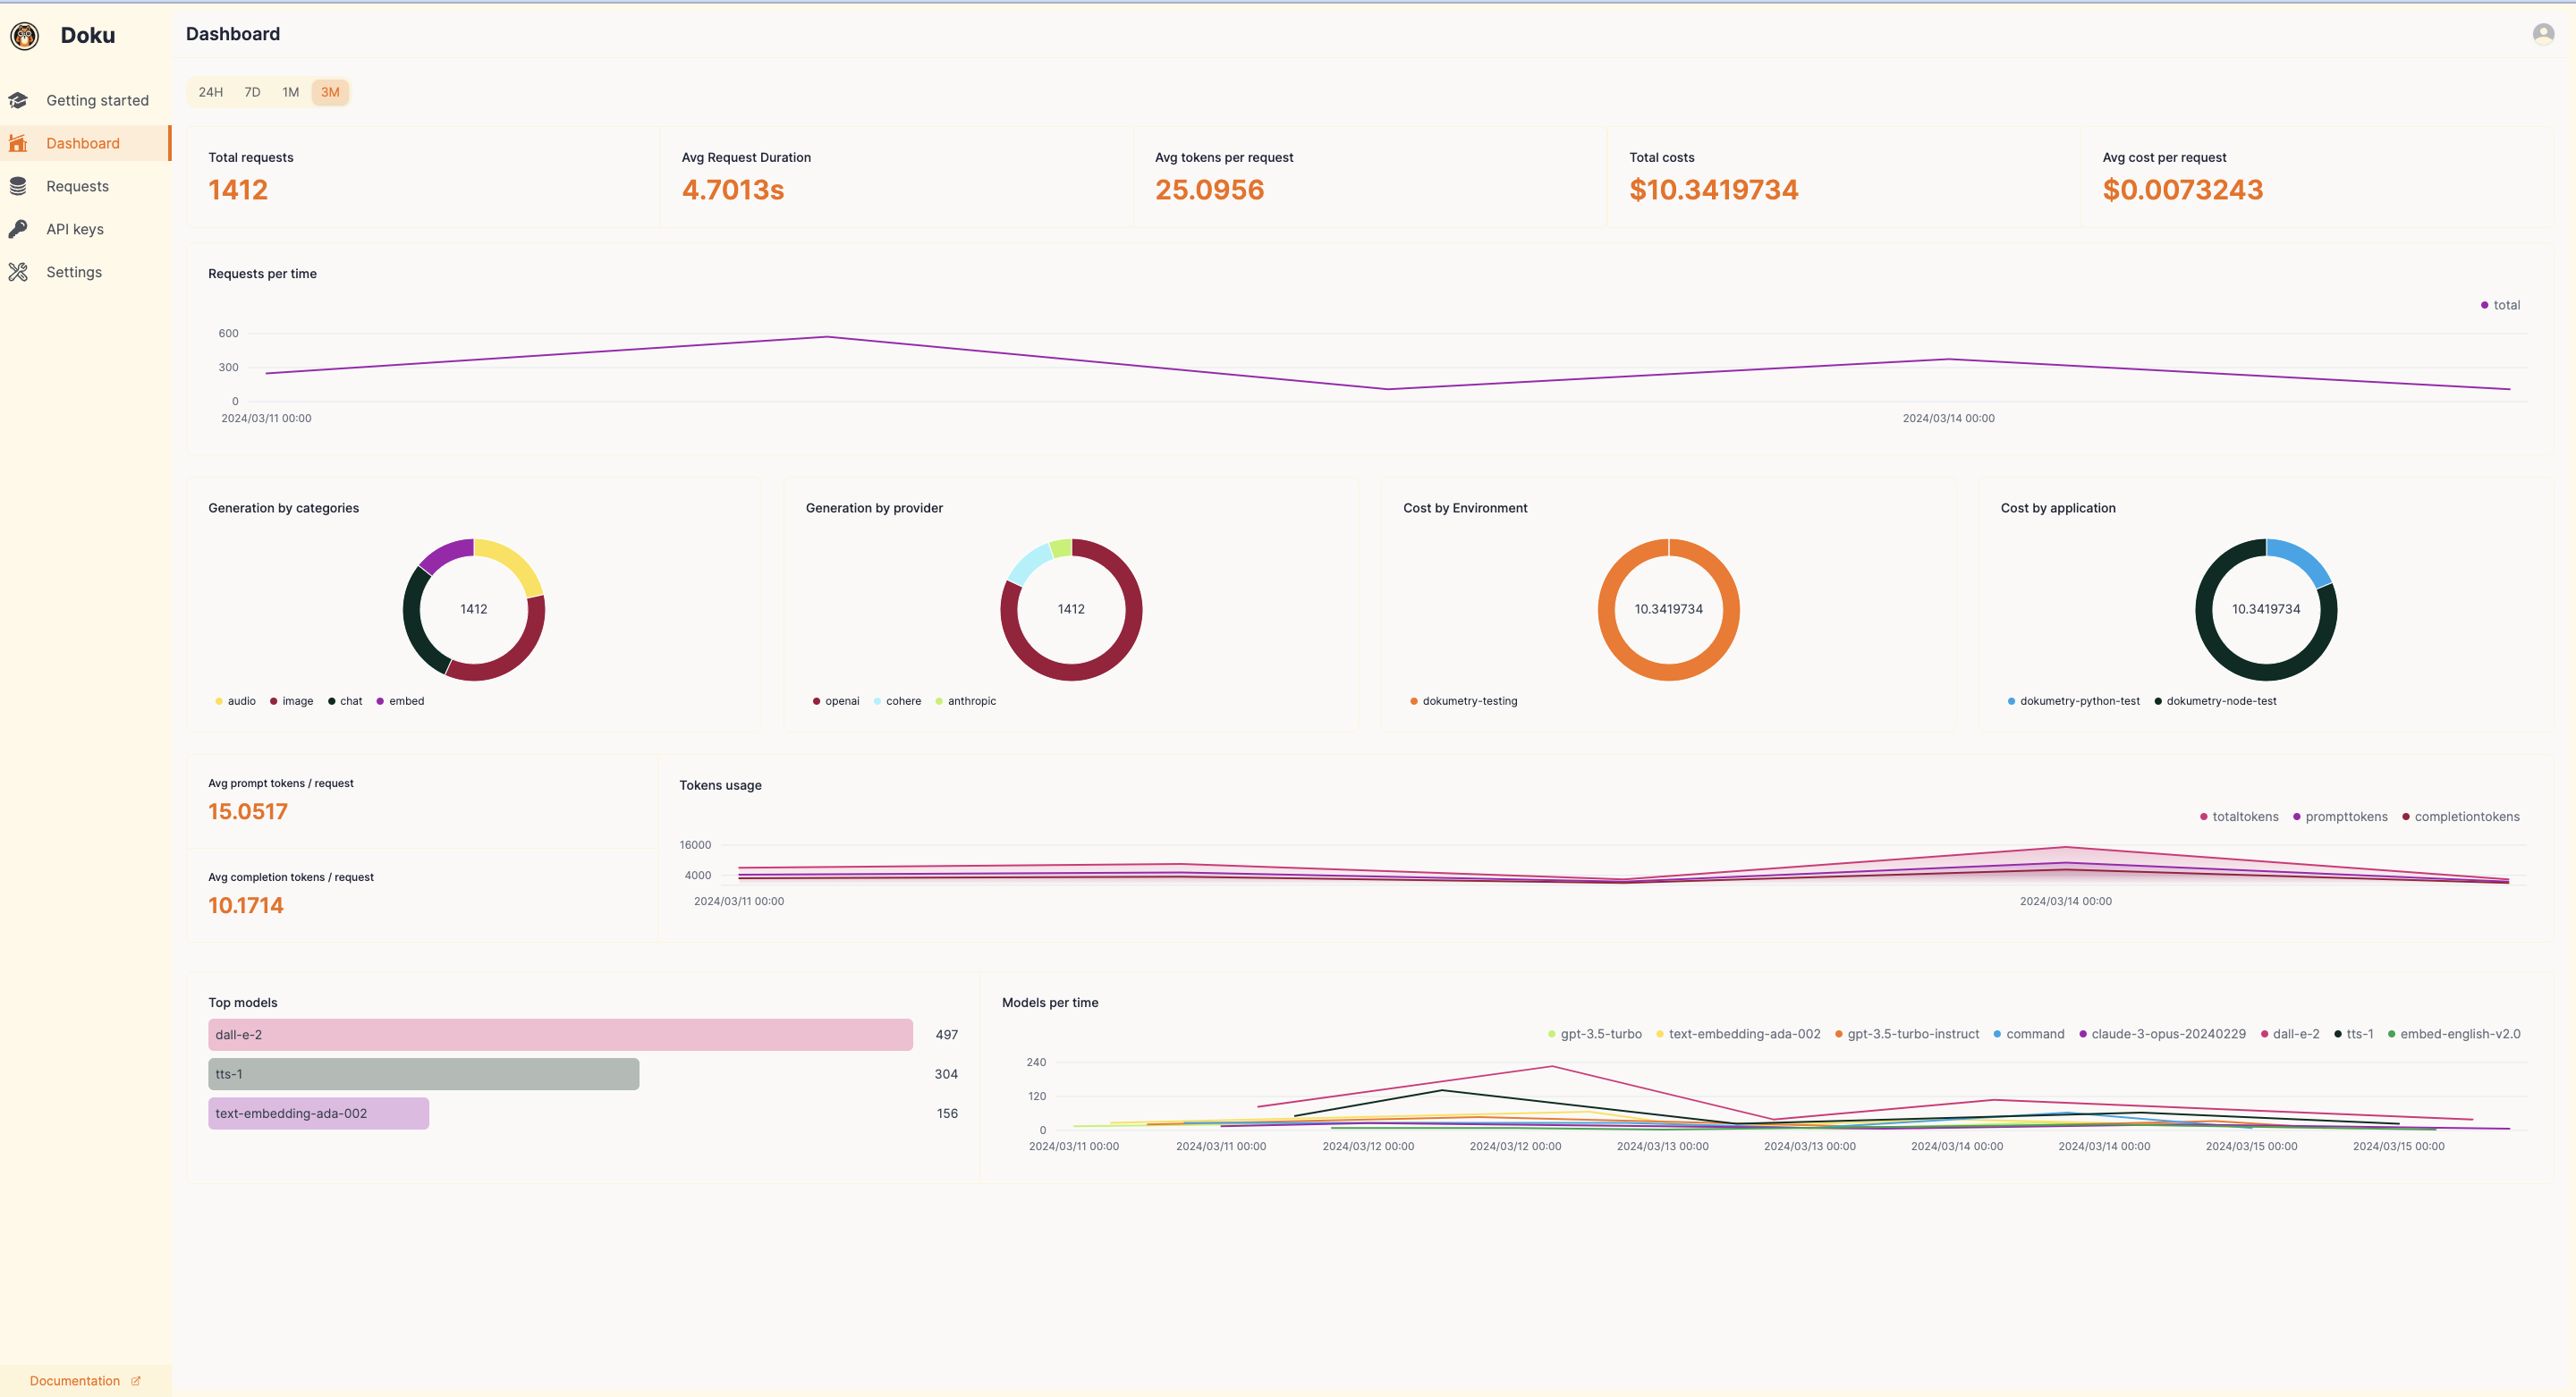 Doku
Dashboard
Getting started
Dashboard
Requests
API keys
Settings
Documentation
24H 7D 1M 3M
Total requests
1412
Avg Request Duration
4.7013s
Avg tokens per request
25.0956
Total costs
$10.3419734
Avg cost per request
$0.0073243
Requests per time
total
600
300
0
2024/03/11 00:00 2024/03/14 00:00
Generation by categories
1412
audio image chat embed
Generation by provider
1412
openai cohere anthropic
Cost by Environment
10.3419734
dokumetry-testing
Cost by application
10.3419734
dokumetry-python-test dokumetry-node-test
Avg prompt tokens / request
15.0517
Avg completion tokens / request
10.1714
Tokens usage
totaltokens prompttokens completiontokens
16000
4000
2024/03/11 00:00 2024/03/14 00:00
Top models
dall-e-2 497
tts-1 304
text-embedding-ada-002 156
Models per time
gpt-3.5-turbo text-embedding-ada-002 gpt-3.5-turbo-instruct command claude-3-opus-20240229 dall-e-2 tts-1 embed-english-v2.0
240
120
0
2024/03/11 00:00 2024/03/11 00:00 2024/03/12 00:00 2024/03/12 00:00 2024/03/13 00:00 2024/03/13 00:00 2024/03/14 00:00 2024/03/14 00:00 2024/03/15 00:00 2024/03/15 00:00